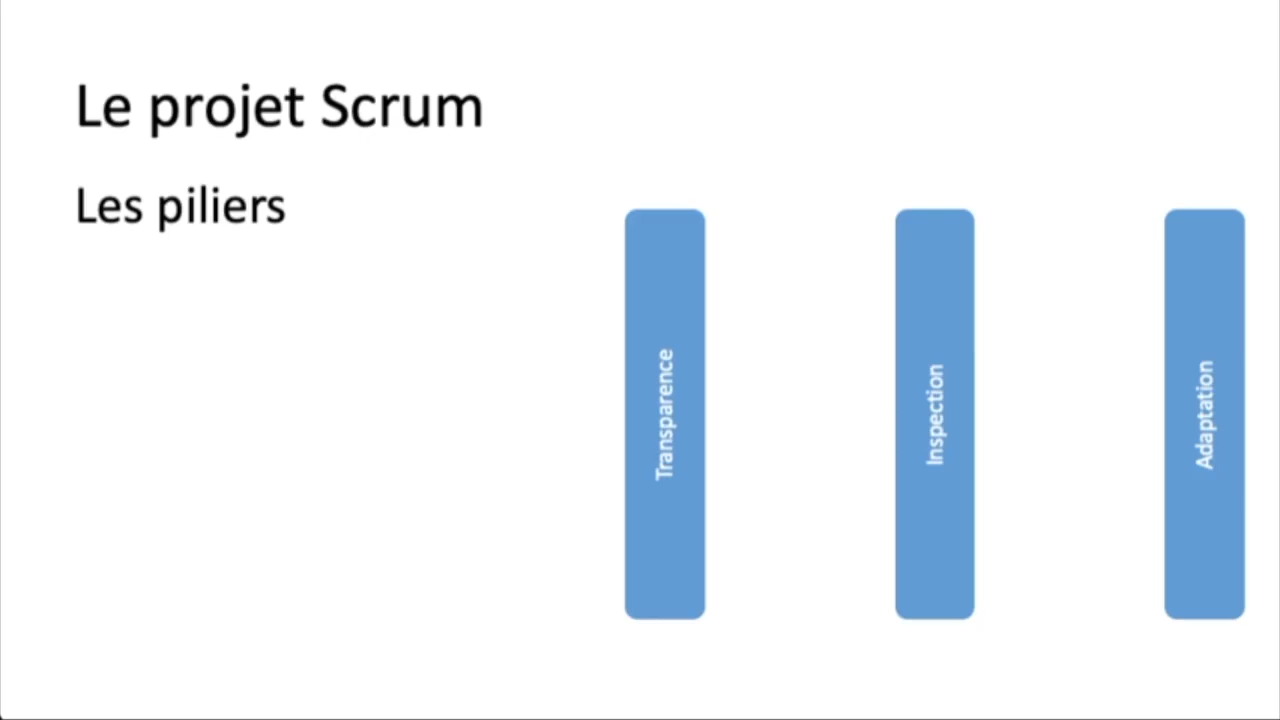 Le projet Scrum
Les piliers
Transparence
Inspection
Adaptation